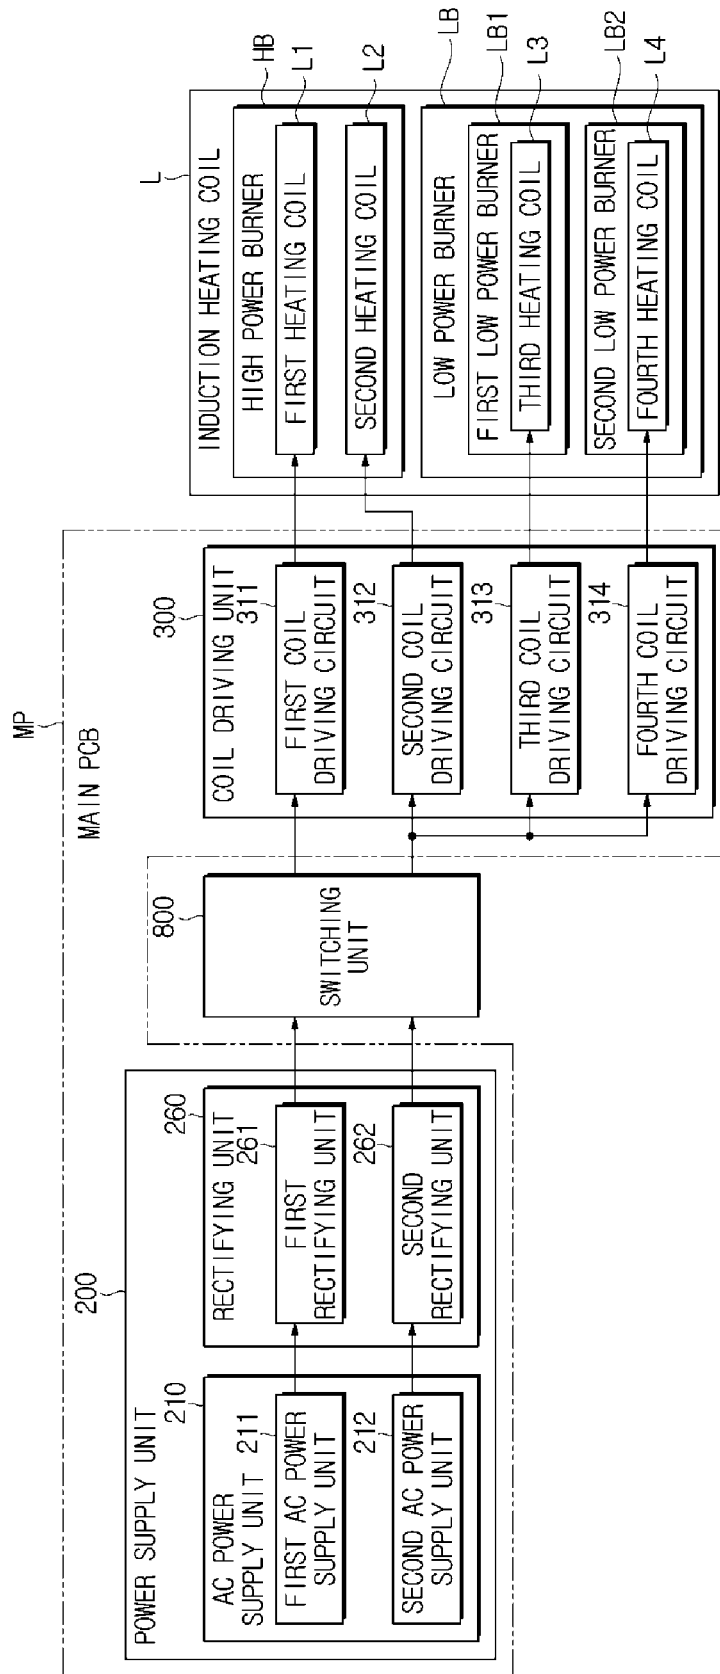 MP
MAIN PCB
200
POWER SUPPLY UNIT
210
AC POWER
SUPPLY UNIT
211
FIRST AC POWER
SUPPLY UNIT
212
SECOND AC POWER
SUPPLY UNIT
260
RECTIFYING UNIT
261
FIRST
RECTIFYING UNIT
262
SECOND
RECTIFYING UNIT
800
SWITCHING
UNIT
300
COIL DRIVING UNIT
311
FIRST COIL
DRIVING CIRCUIT
312
SECOND COIL
DRIVING CIRCUIT
313
THIRD COIL
DRIVING CIRCUIT
314
FOURTH COIL
DRIVING CIRCUIT
L
INDUCTION HEATING COIL
HB
HIGH POWER BURNER
L1
FIRST HEATING COIL
L2
SECOND HEATING COIL
LB
LOW POWER BURNER
LB1
FIRST LOW POWER BURNER
L3
THIRD HEATING COIL
LB2
SECOND LOW POWER BURNER
L4
FOURTH HEATING COIL